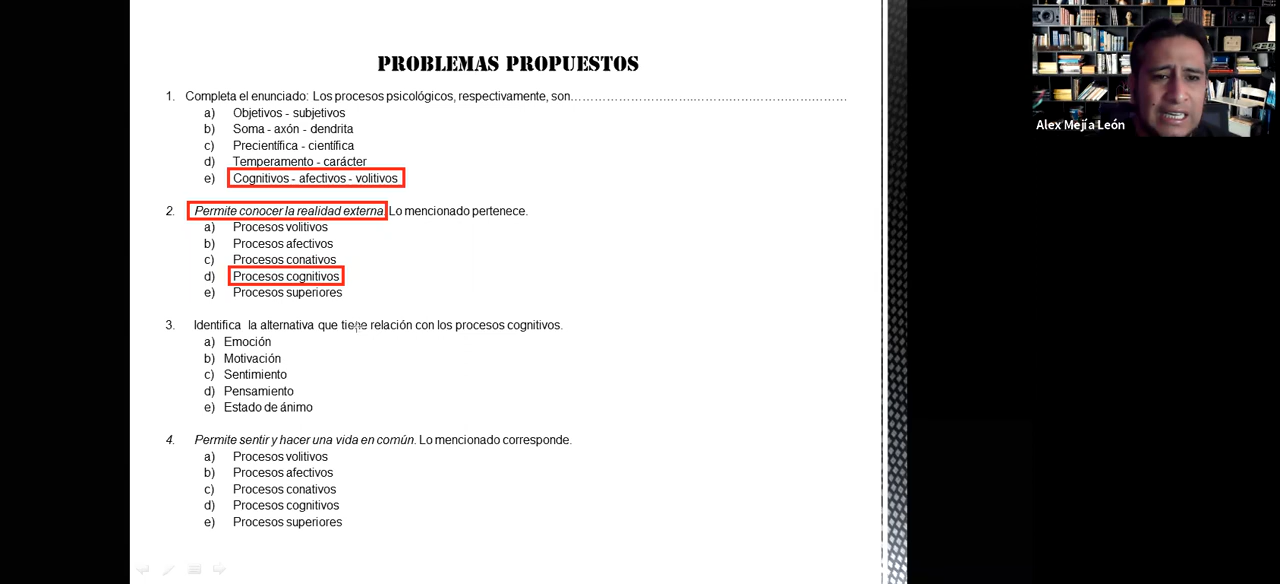 PROBLEMAS PROPUESTOS
1. Completa el enunciado: Los procesos psicológicos, respectivamente, son……………………………………………………
a) Objetivos - subjetivos
b) Soma - axón - dendrita
c) Precientífica - científica
d) Temperamento - carácter
e) Cognitivos - afectivos - volitivos
2. Permite conocer la realidad externa. Lo mencionado pertenece.
a) Procesos volitivos
b) Procesos afectivos
c) Procesos conativos
d) Procesos cognitivos
e) Procesos superiores
3. Identifica la alternativa que tiene relación con los procesos cognitivos.
a) Emoción
b) Motivación
c) Sentimiento
d) Pensamiento
e) Estado de ánimo
4. Permite sentir y hacer una vida en común. Lo mencionado corresponde.
a) Procesos volitivos
b) Procesos afectivos
c) Procesos conativos
d) Procesos cognitivos
e) Procesos superiores
Alex Mejía León